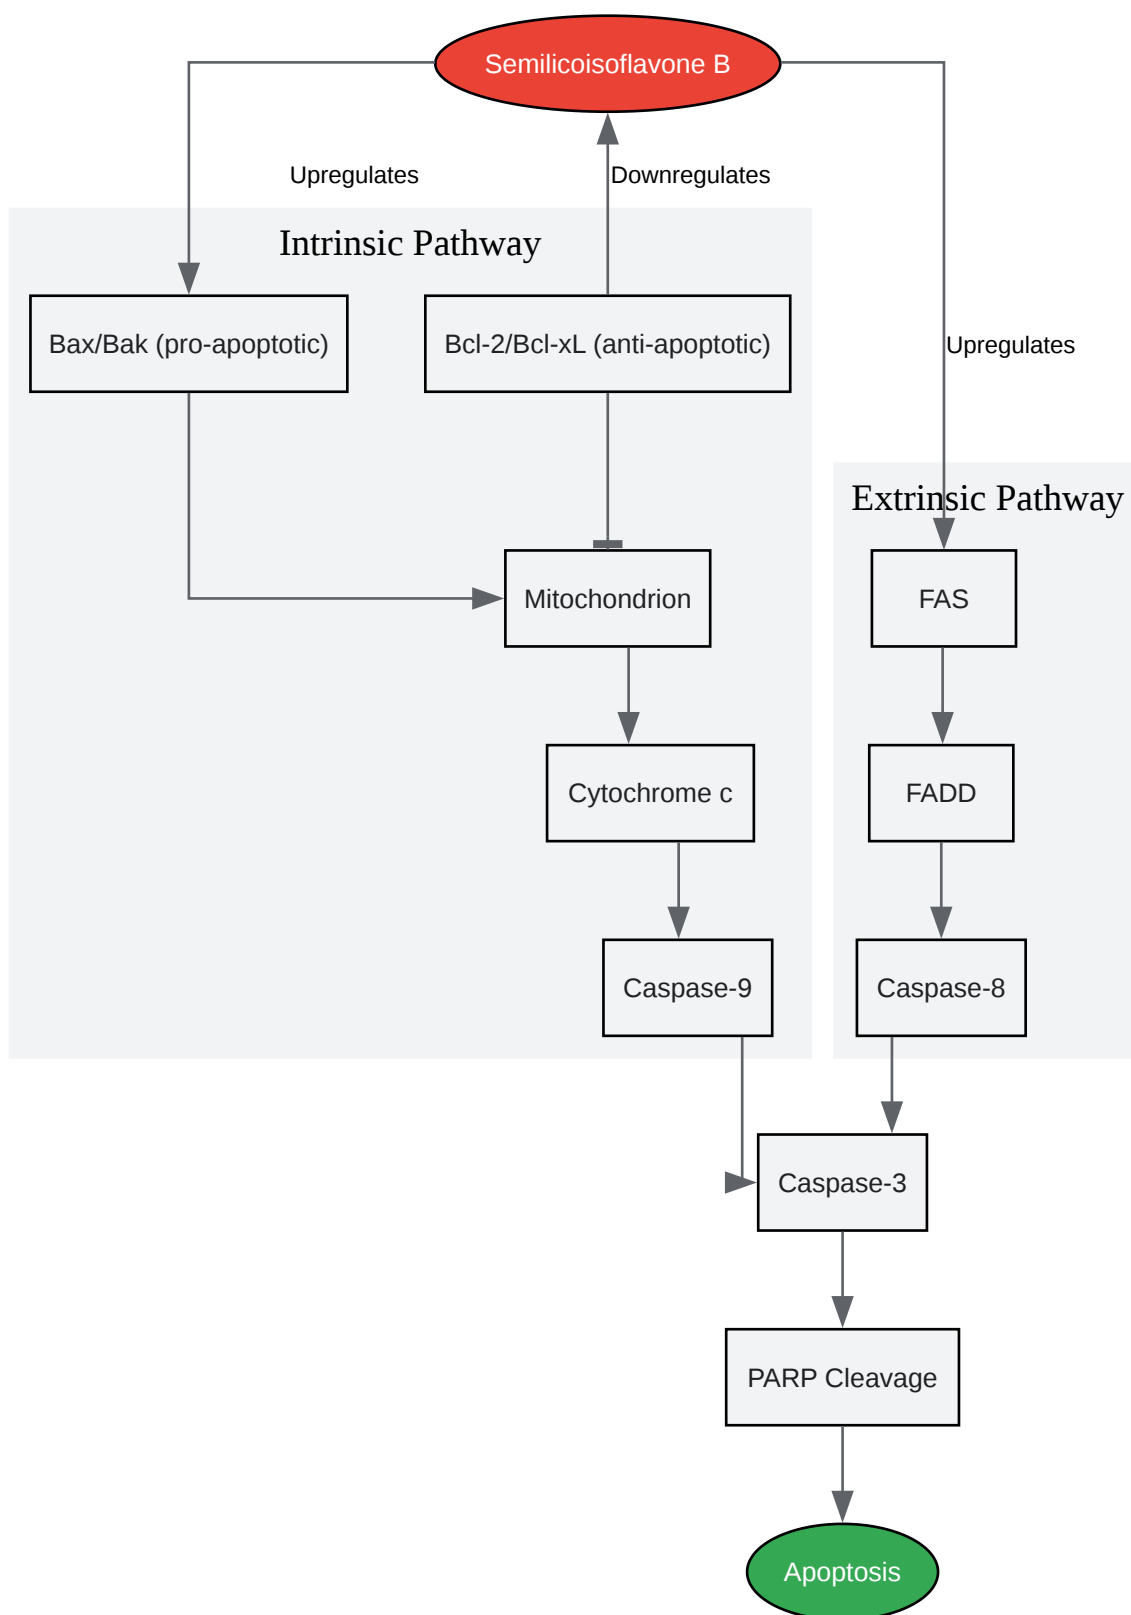 Semilicoisoflavone B
Upregulates
Downregulates
Intrinsic Pathway
Bax/Bak (pro-apoptotic)
Bcl-2/Bcl-xL (anti-apoptotic)
Upregulates
Extrinsic Pathway
Mitochondrion
FAS
Cytochrome c
FADD
Caspase-9
Caspase-8
Caspase-3
PARP Cleavage
Apoptosis